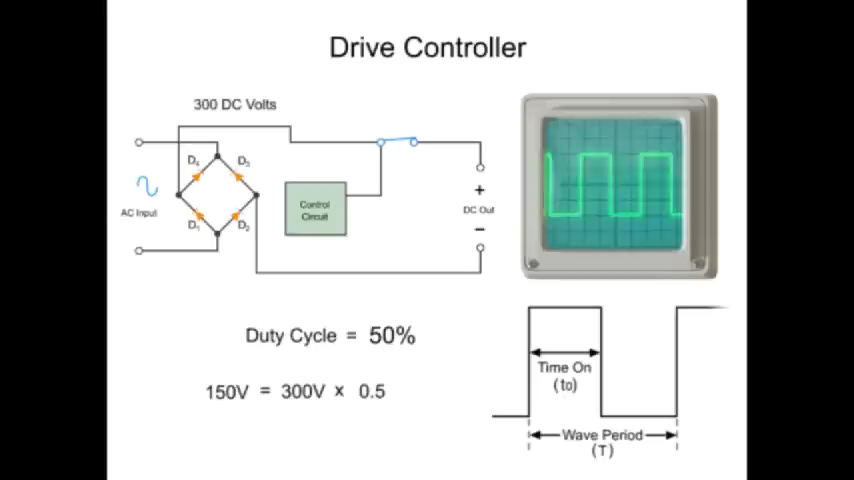 Drive Controller
300 DC Volts
D4
D3
AC Input
Control
Circuit
+
DC Out
−
D1
D2
Duty Cycle = 50%
150V = 300V x 0.5
Time On
(to)
Wave Period
(T)